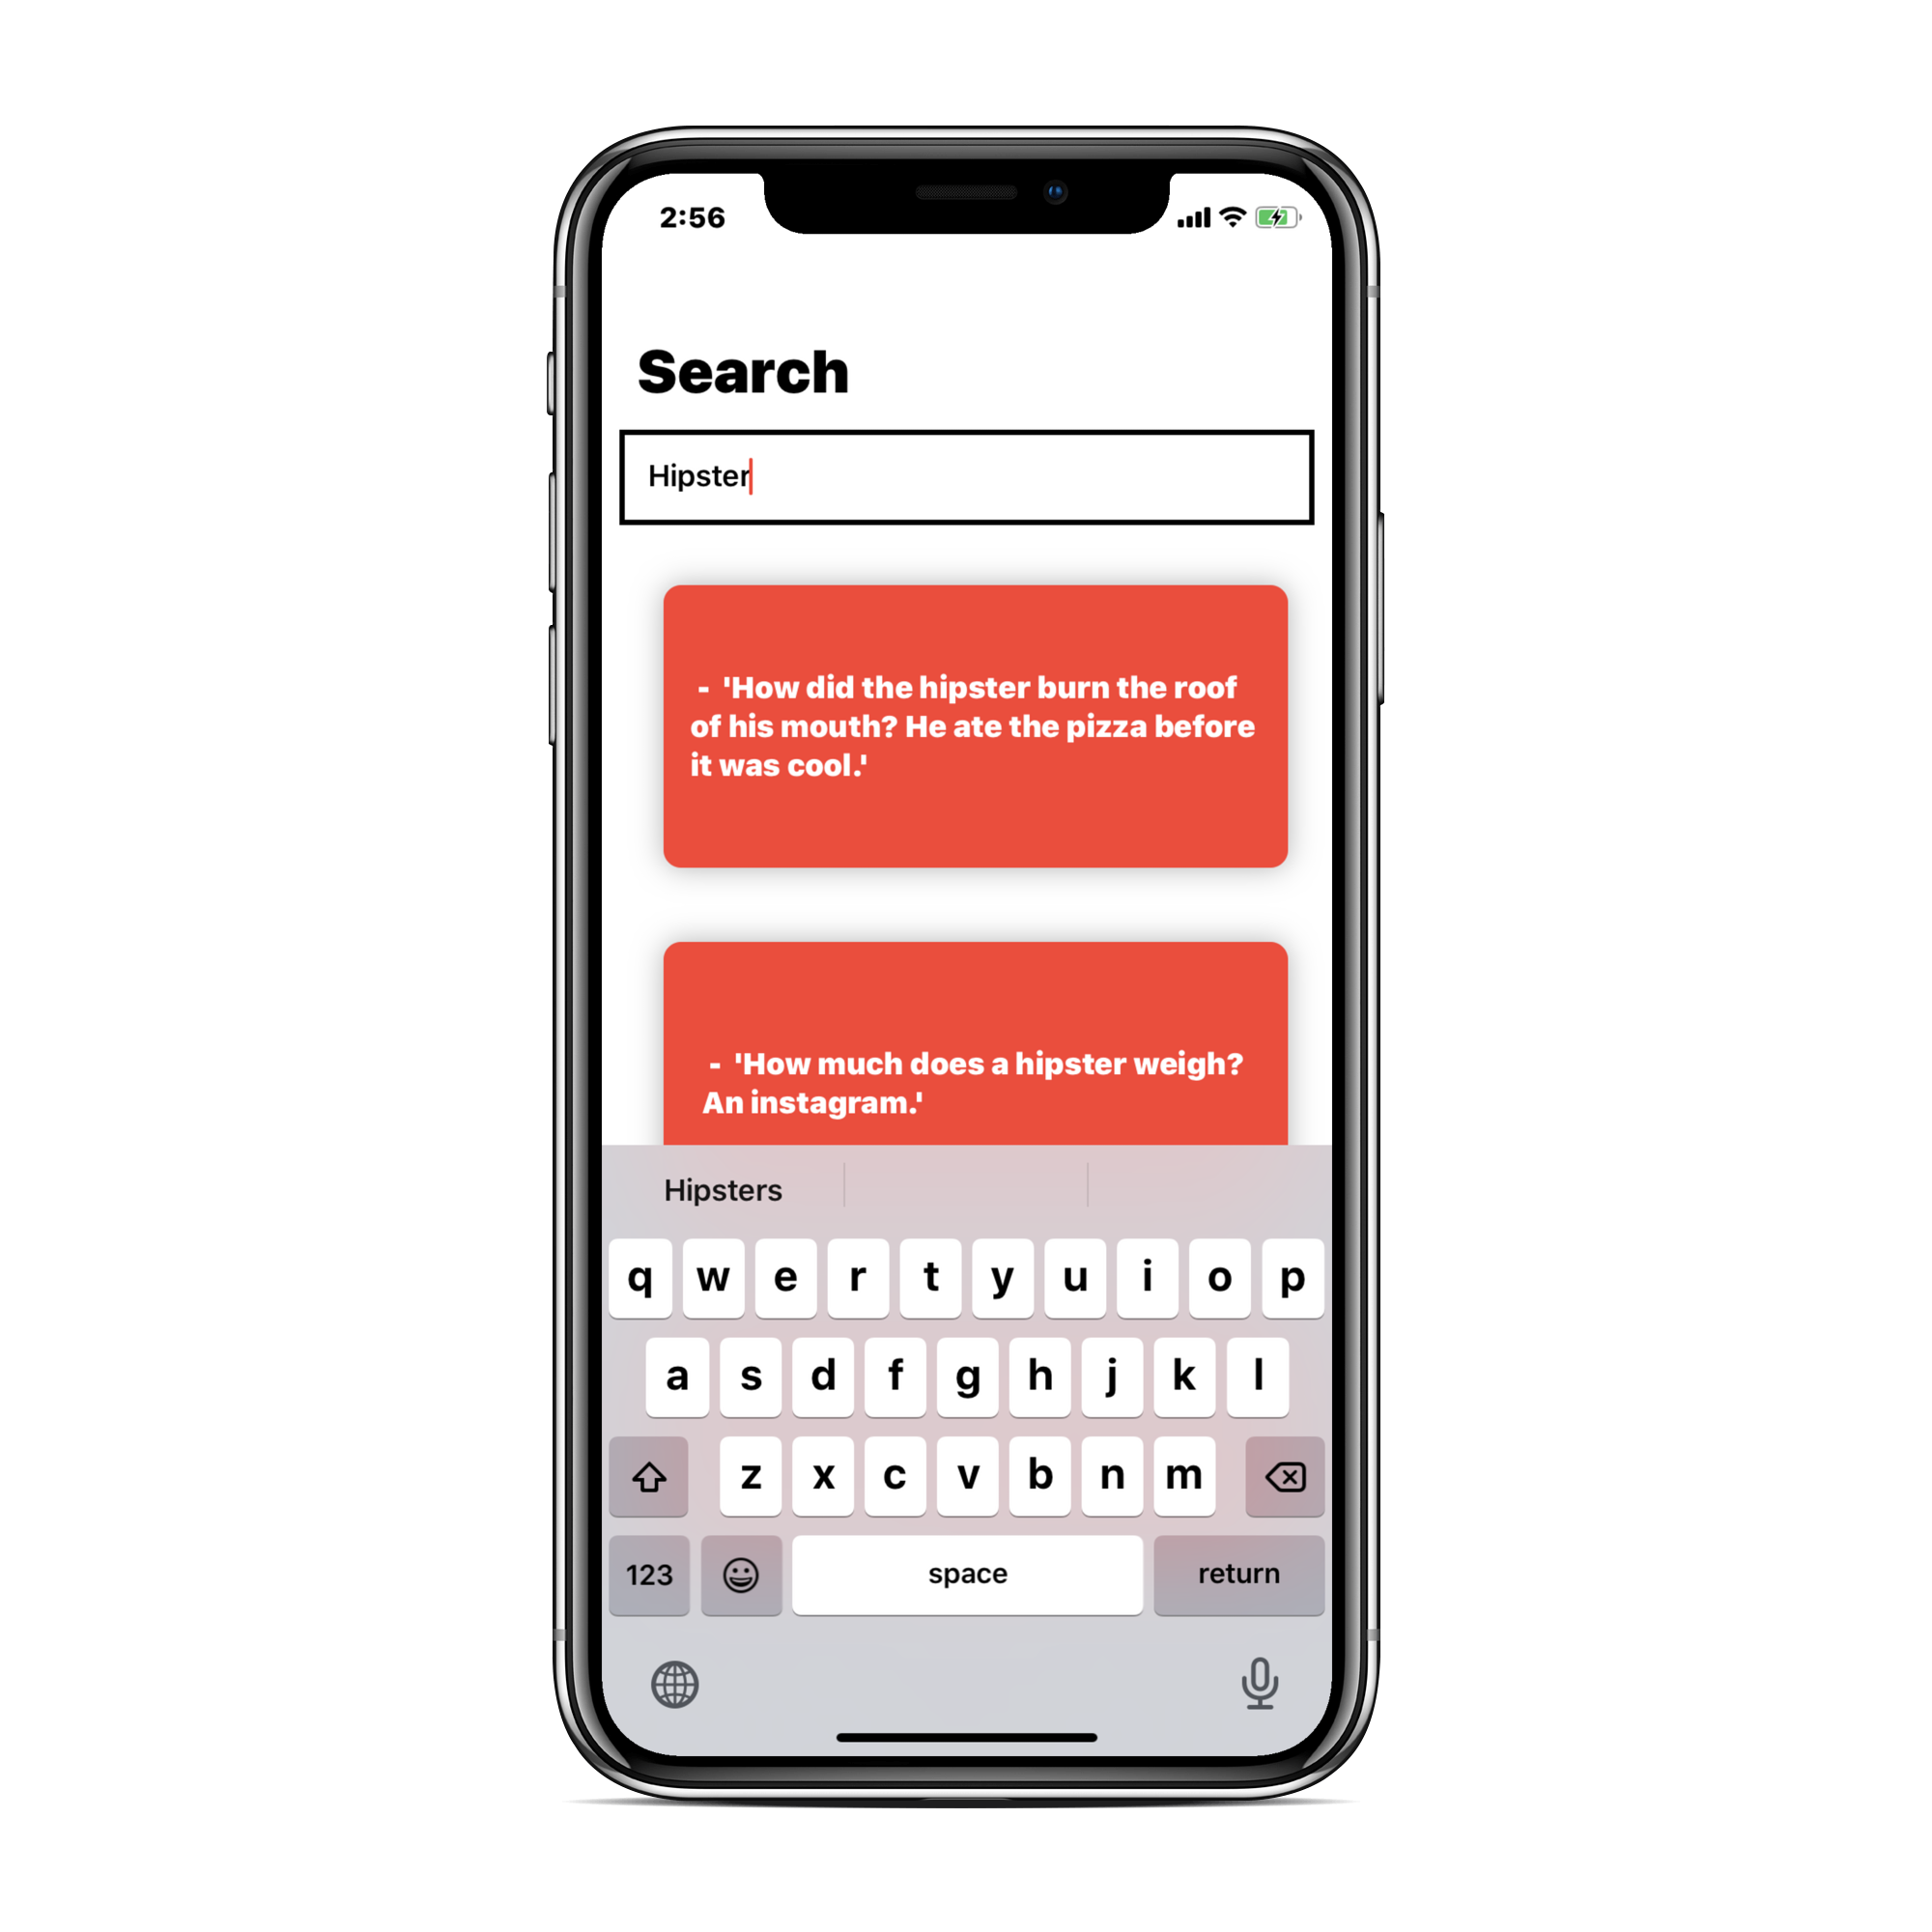 2:56
Search
Hipster
- 'How did the hipster burn the roof
of his mouth? He ate the pizza before
it was cool.'
- 'How much does a hipster weigh?
An instagram.'
Hipsters
q w e r t y u i o p
a s d f g h j k l
z x c v b n m
123 space return